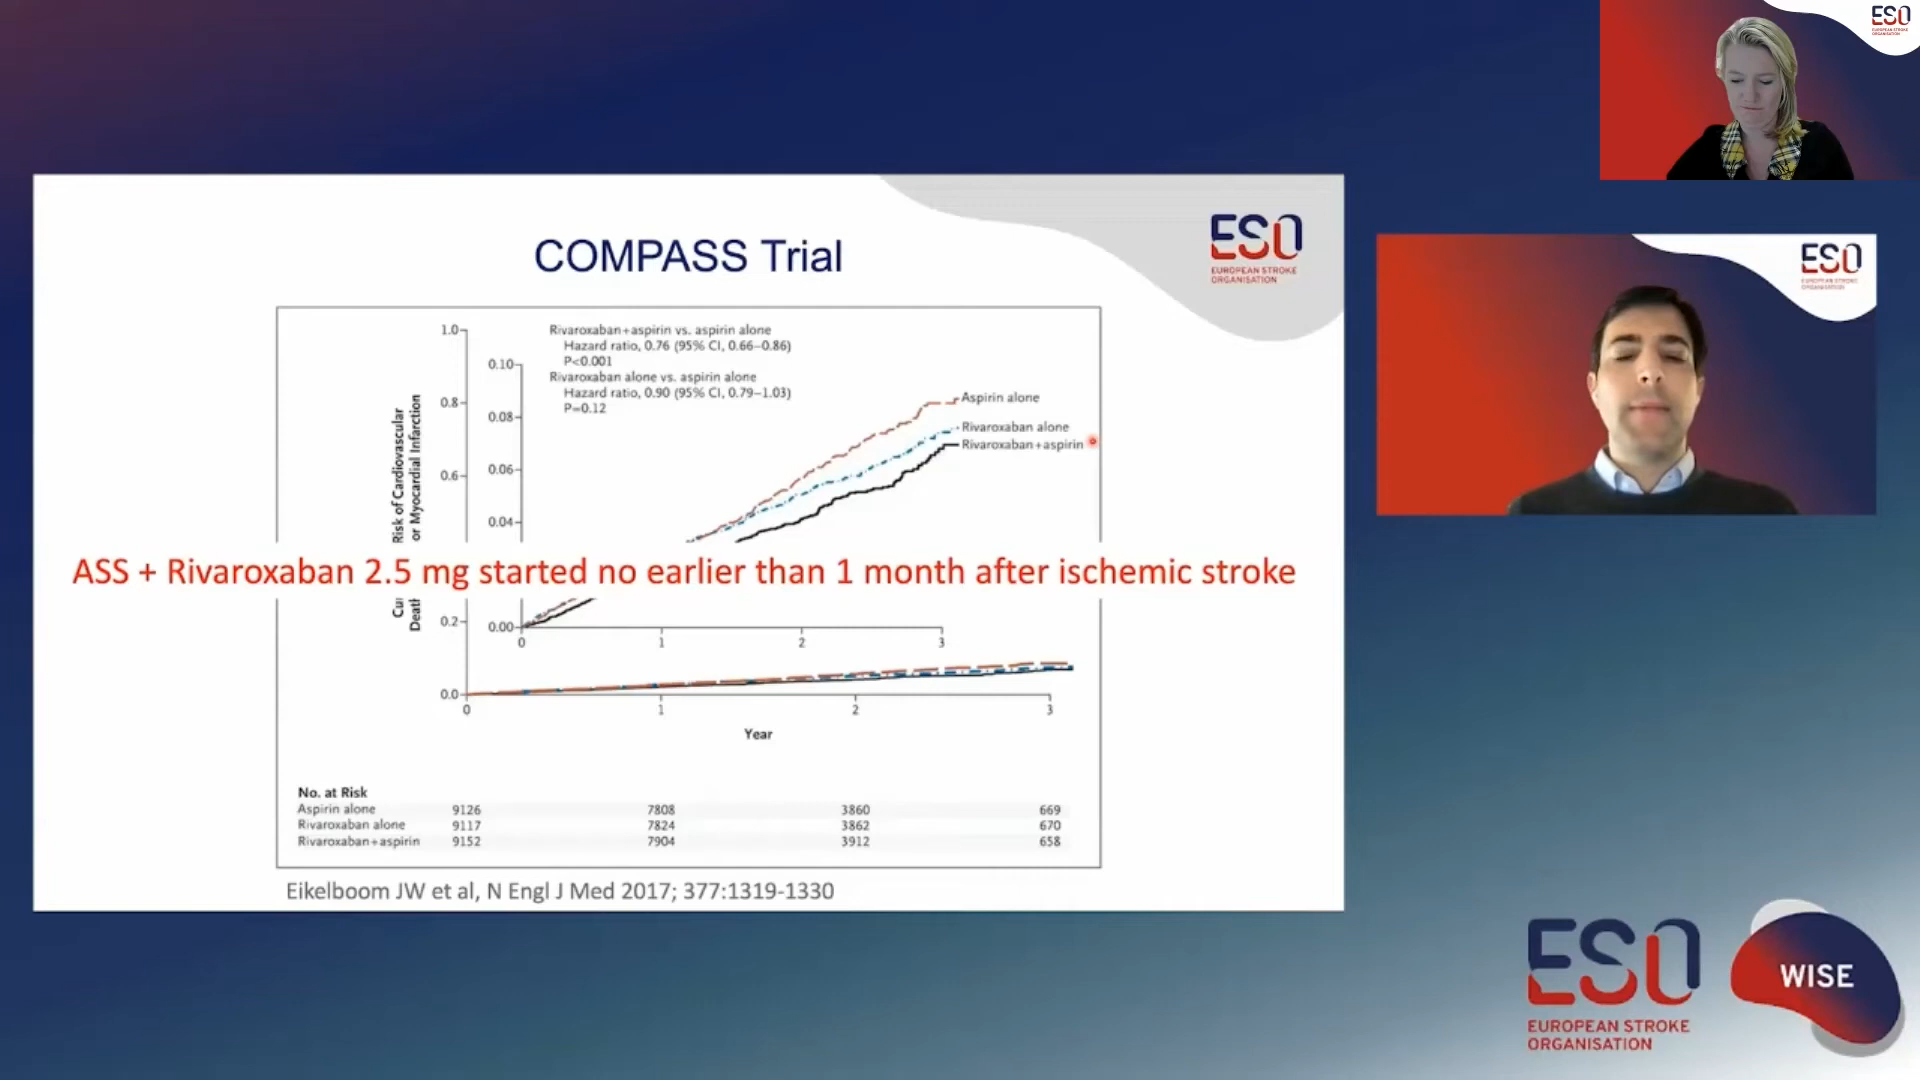 ESO
EUROPEAN STROKE
ORGANISATION
COMPASS Trial
ESO
EUROPEAN STROKE
ORGANISATION
ESO
EUROPEAN STROKE
ORGANISATION
Rivaroxaban+aspirin vs. aspirin alone
Hazard ratio, 0.76 (95% CI, 0.66–0.86)
P<0.001
Rivaroxaban alone vs. aspirin alone
Hazard ratio, 0.90 (95% CI, 0.79–1.03)
P=0.12
1.0
0.8
0.6
0.2
0.0
0.10
0.08
0.06
0.04
0.00
Risk of Cardiovascular
or Myocardial Infarction
Aspirin alone
Rivaroxaban alone
Rivaroxaban+aspirin
ASS + Rivaroxaban 2.5 mg started no earlier than 1 month after ischemic stroke
Cu
Deat
0 1 2 3
0 1 2 3
Year
No. at Risk
Aspirin alone 9126 7808 3860 669
Rivaroxaban alone 9117 7824 3862 670
Rivaroxaban+aspirin 9152 7904 3912 658
Eikelboom JW et al, N Engl J Med 2017; 377:1319-1330
ESO
EUROPEAN STROKE
ORGANISATION
WISE